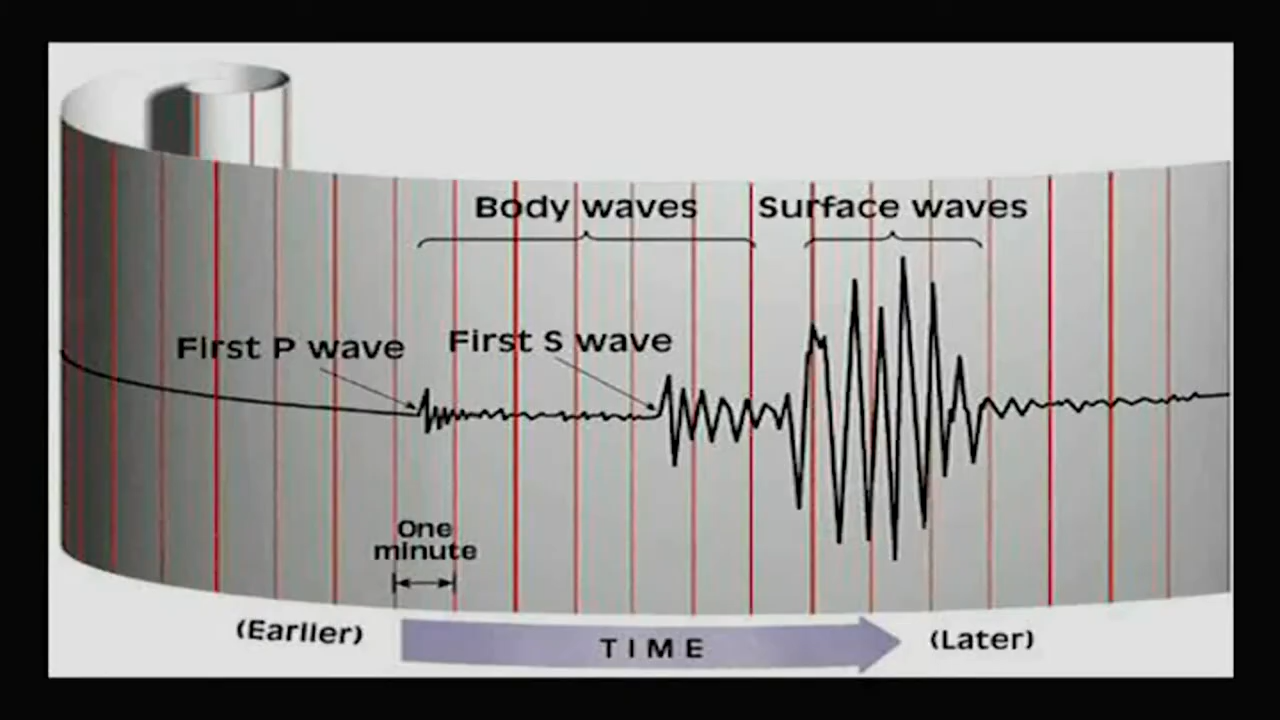 Body waves
Surface waves
First P wave
First S wave
One
minute
(Earlier)
TIME
(Later)